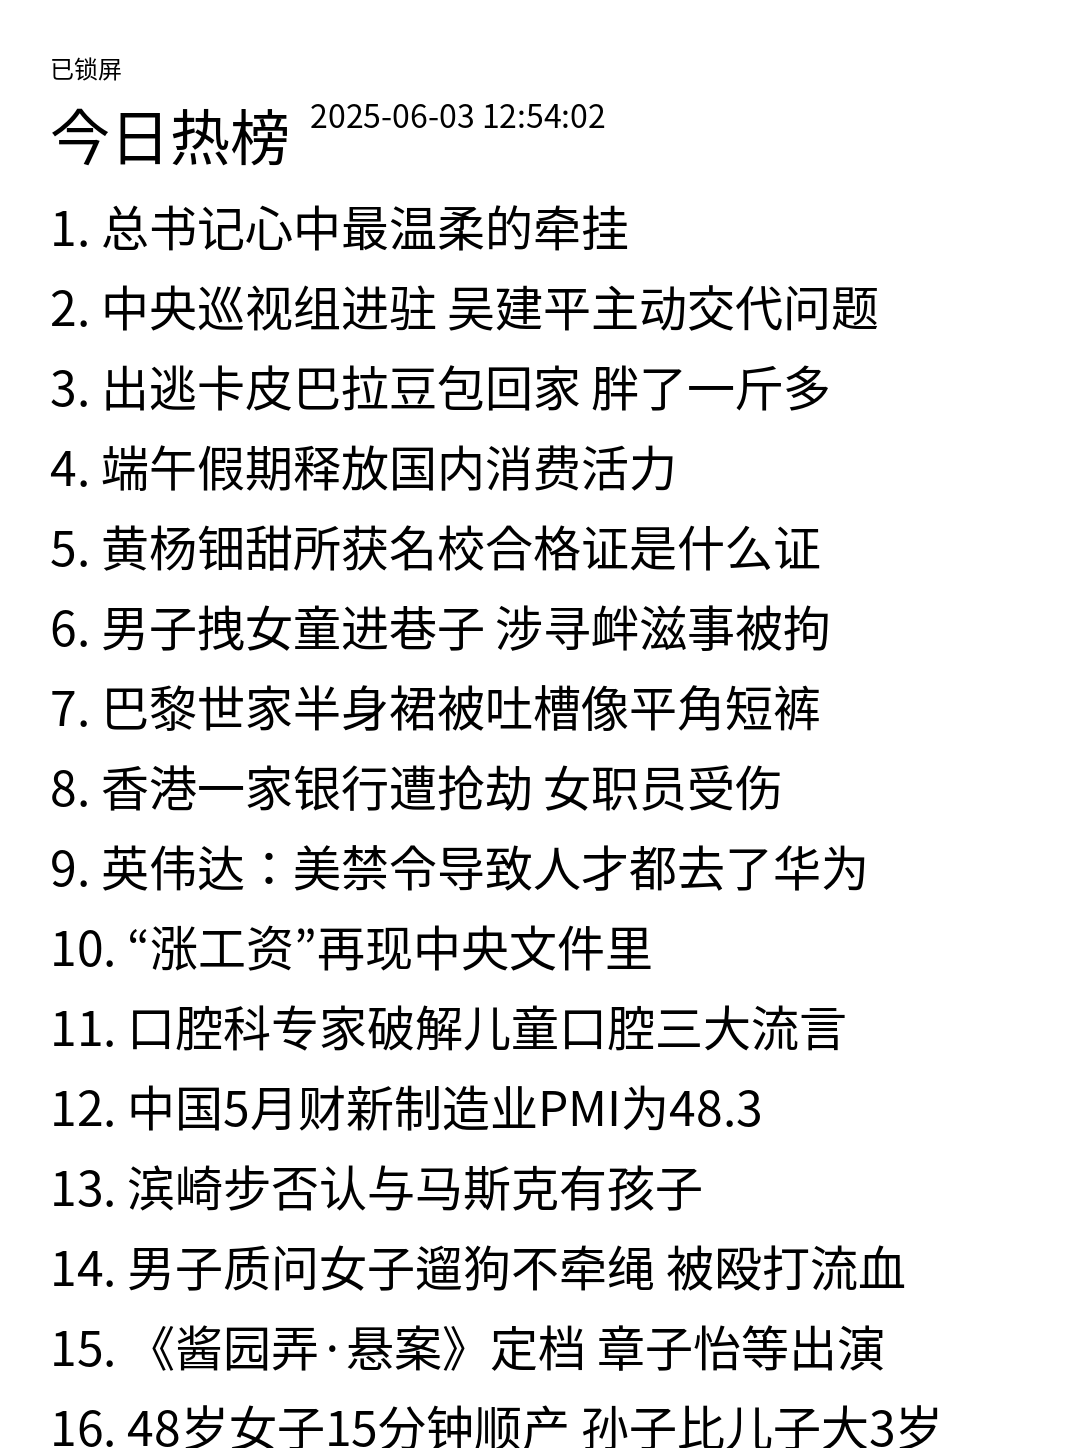 已锁屏
今日热榜 2025-06-03 12:54:02
1. 总书记心中最温柔的牵挂
2. 中央巡视组进驻 吴建平主动交代问题
3. 出逃卡皮巴拉豆包回家 胖了一斤多
4. 端午假期释放国内消费活力
5. 黄杨钿甜所获名校合格证是什么证
6. 男子拽女童进巷子 涉寻衅滋事被拘
7. 巴黎世家半身裙被吐槽像平角短裤
8. 香港一家银行遭抢劫 女职员受伤
9. 英伟达：美禁令导致人才都去了华为
10. “涨工资”再现中央文件里
11. 口腔科专家破解儿童口腔三大流言
12. 中国5月财新制造业PMI为48.3
13. 滨崎步否认与马斯克有孩子
14. 男子质问女子遛狗不牵绳 被殴打流血
15. 《酱园弄·悬案》定档 章子怡等出演
16. 48岁女子15分钟顺产 孙子比儿子大3岁